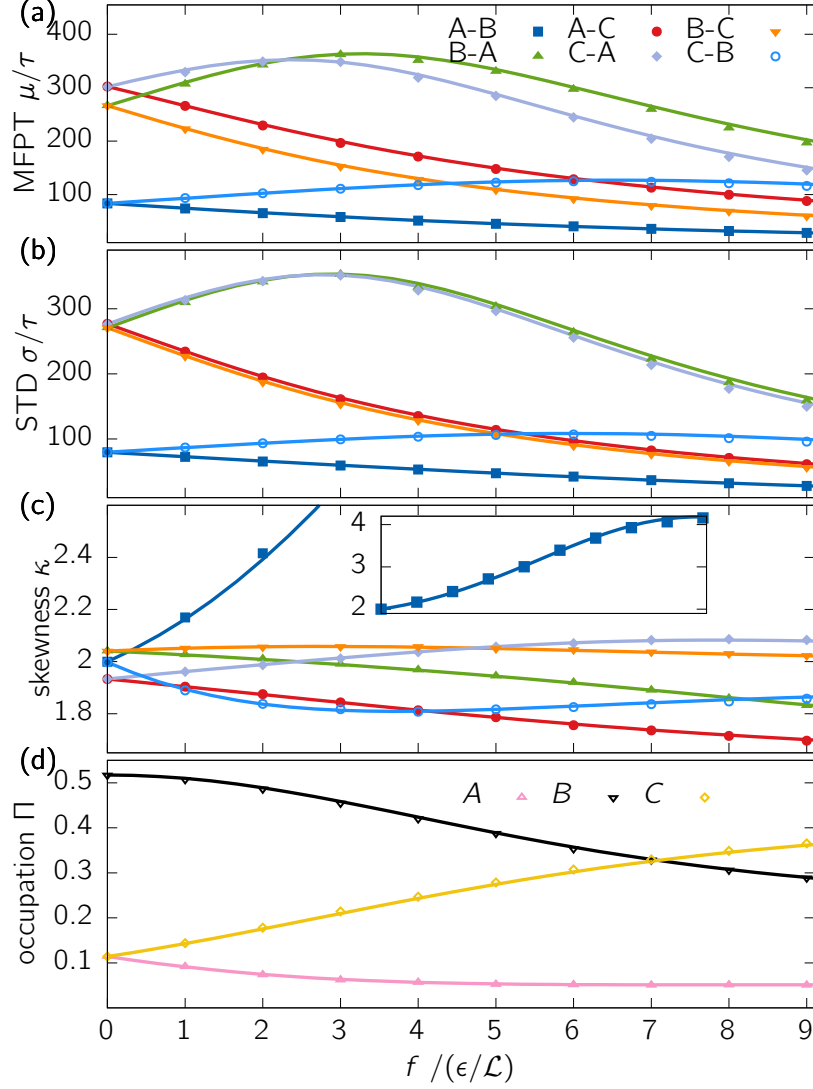 (a)
A-B A-C B-C
B-A C-A C-B
MFPT μ/τ
400
300
200
100
(b)
STD σ/τ
300
200
100
(c)
skewness κ
2.4
2.2
2
1.8
4
3
2
(d)
A B C
occupation Π
0.5
0.4
0.3
0.2
0.1
0 1 2 3 4 5 6 7 8 9
f /(ϵ/ℒ)